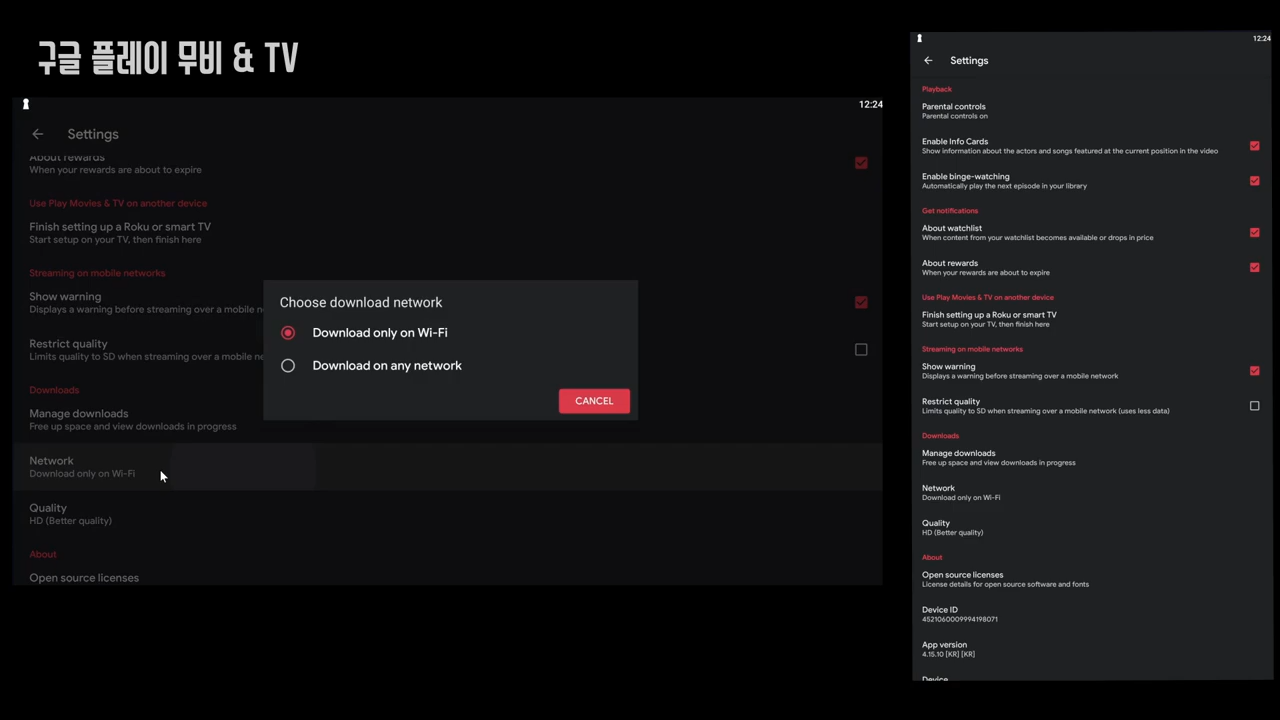 구글 플레이 무비 & TV
12:24
Settings
About rewards
When your rewards are about to expire
Use Play Movies & TV on another device
Finish setting up a Roku or smart TV
Start setup on your TV, then finish here
Streaming on mobile networks
Show warning
Displays a warning before streaming over a mobile n
Restrict quality
Limits quality to SD when streaming over a mobile ne
Downloads
Manage downloads
Free up space and view downloads in progress
Network
Download only on Wi-Fi
Quality
HD (Better quality)
About
Open source licenses
Choose download network
Download only on Wi-Fi
Download on any network
CANCEL
12:24
Settings
Playback
Parental controls
Parental controls on
Enable Info Cards
Show information about the actors and songs featured at the current position in the video
Enable binge-watching
Automatically play the next episode in your library
Get notifications
About watchlist
When content from your watchlist becomes available or drops in price
About rewards
When your rewards are about to expire
Use Play Movies & TV on another device
Finish setting up a Roku or smart TV
Start setup on your TV, then finish here
Streaming on mobile networks
Show warning
Displays a warning before streaming over a mobile network
Restrict quality
Limits quality to SD when streaming over a mobile network (uses less data)
Downloads
Manage downloads
Free up space and view downloads in progress
Network
Download only on Wi-Fi
Quality
HD (Better quality)
About
Open source licenses
License details for open source software and fonts
Device ID
4521060009994198071
App version
4.15.10 [KR] [KR]
Device